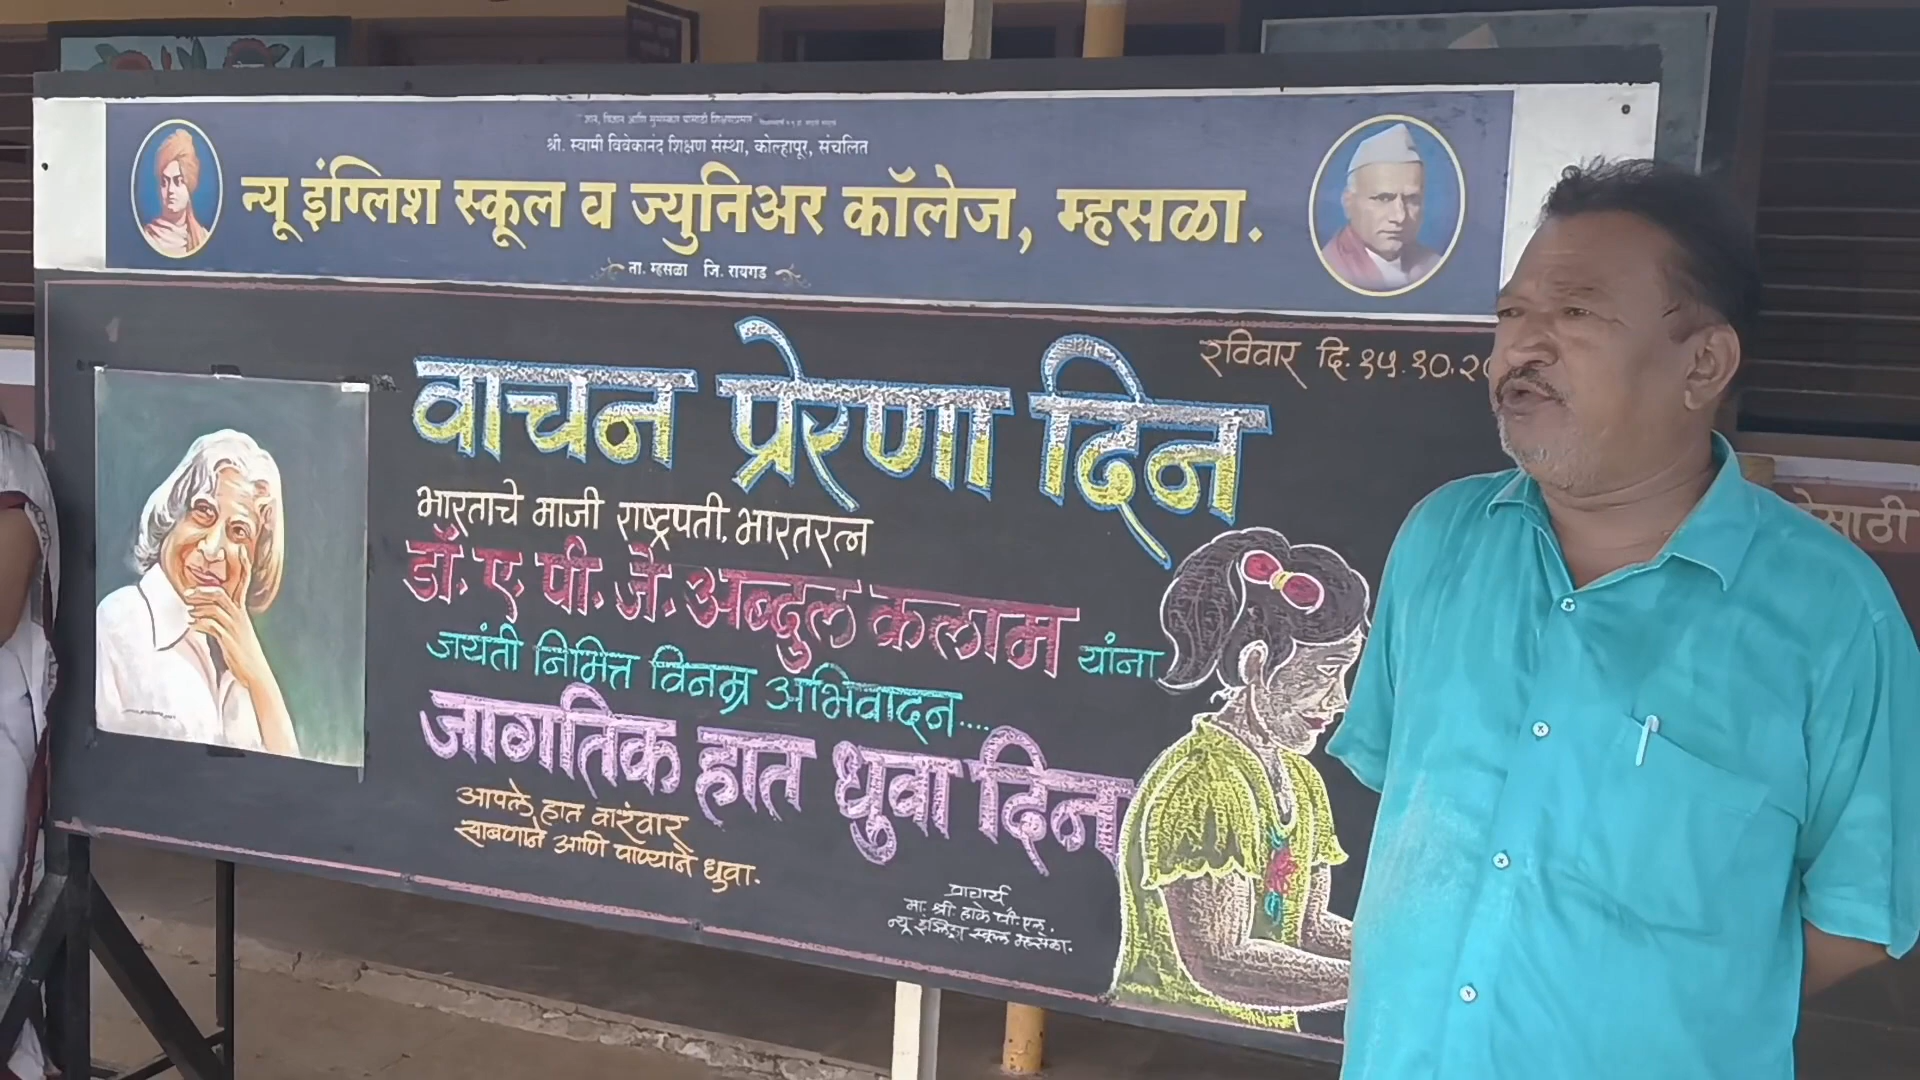 श्री. स्वामी विवेकानंद शिक्षण संस्था, कोल्हापूर, संचलित
न्यू इंग्लिश स्कूल व ज्युनिअर कॉलेज, म्हसळा.
ता. म्हसळा जि. रायगड
रविवार दि. १५.१०.२
वाचन प्रेरणा दिन
भारताचे माजी राष्ट्रपती, भारतरत्न
डॉ. ए. पी. जे. अब्दुल कलाम यांना
जयंती निमित्त विनम्र अभिवादन....
जागतिक हात धुवा दिन
आपले हात वारंवार
साबणाने आणि पाण्याने धुवा.
प्राचार्य
मा. श्री. हाके पी. एल.
न्यू इंग्लिश स्कूल म्हसळा.